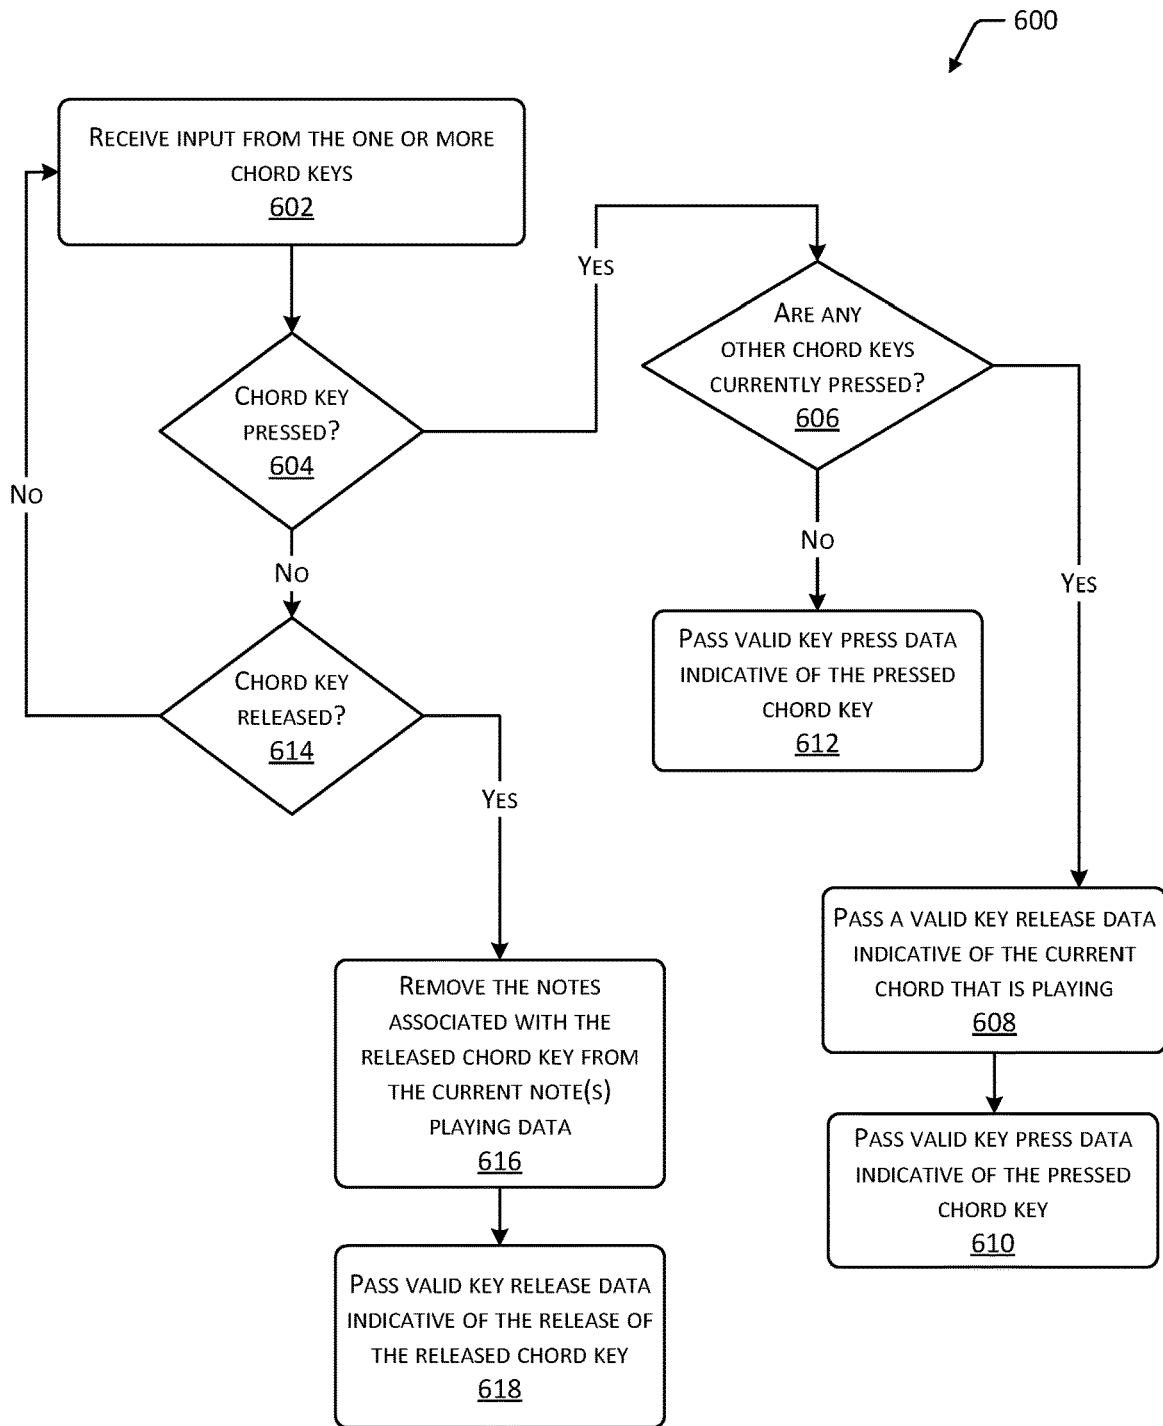 600
RECEIVE INPUT FROM THE ONE OR MORE
CHORD KEYS
602
YES
ARE ANY
OTHER CHORD KEYS
CURRENTLY PRESSED?
606
CHORD KEY
PRESSED?
604
NO
NO
NO
YES
PASS VALID KEY PRESS DATA
INDICATIVE OF THE PRESSED
CHORD KEY
612
CHORD KEY
RELEASED?
614
YES
PASS A VALID KEY RELEASE DATA
INDICATIVE OF THE CURRENT
CHORD THAT IS PLAYING
608
REMOVE THE NOTES
ASSOCIATED WITH THE
RELEASED CHORD KEY FROM
THE CURRENT NOTE(S)
PLAYING DATA
616
PASS VALID KEY PRESS DATA
INDICATIVE OF THE PRESSED
CHORD KEY
610
PASS VALID KEY RELEASE DATA
INDICATIVE OF THE RELEASE OF
THE RELEASED CHORD KEY
618